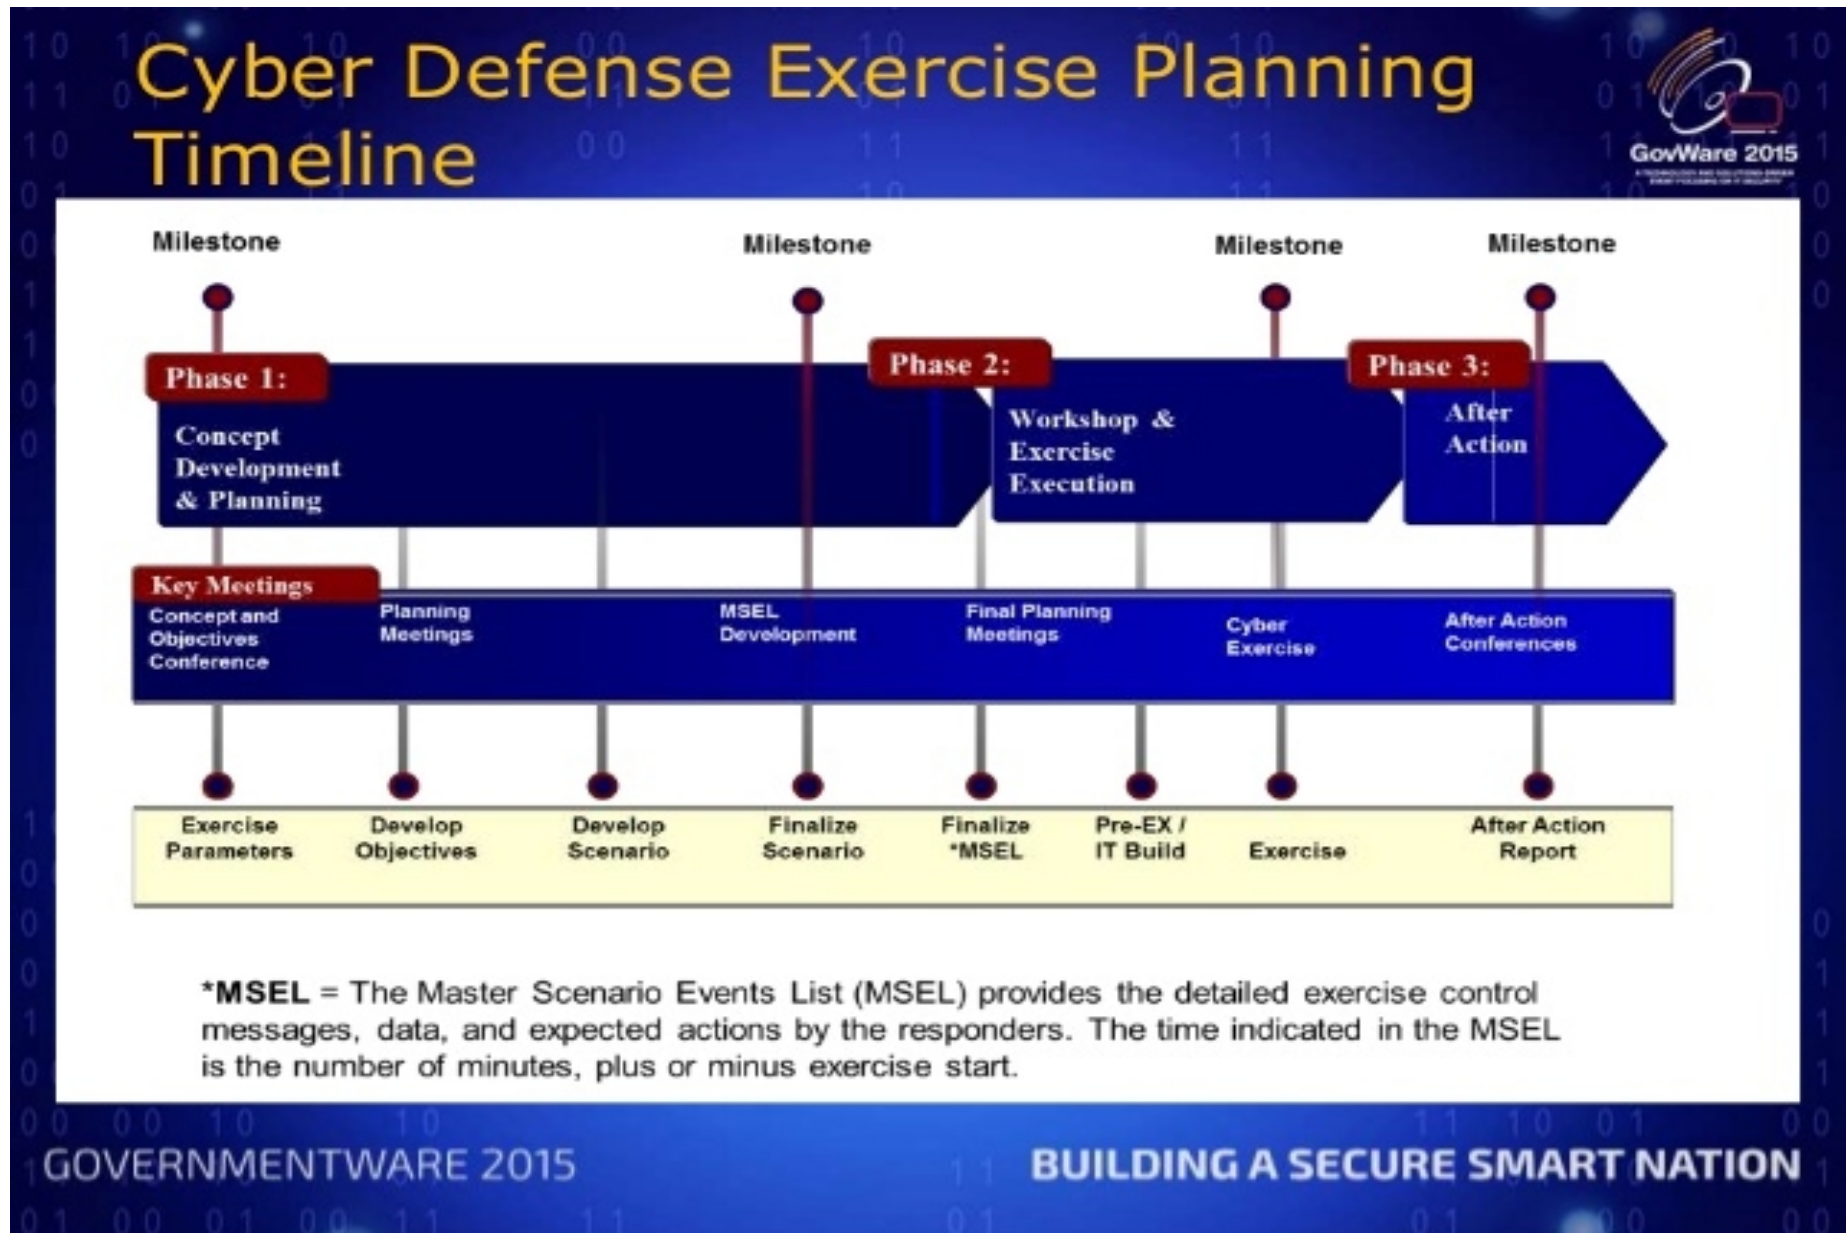 Cyber Defense Exercise Planning
Timeline
GovWare 2015
Milestone
Milestone
Milestone
Milestone
Phase 1:
Phase 2:
Phase 3:
Concept
Development
& Planning
Workshop &
Exercise
Execution
After
Action
Key Meetings
Concept and
Objectives
Conference
Planning
Meetings
MSEL
Development
Final Planning
Meetings
Cyber
Exercise
After Action
Conferences
Exercise
Parameters
Develop
Objectives
Develop
Scenario
Finalize
Scenario
Finalize
*MSEL
Pre-EX /
IT Build
Exercise
After Action
Report
*MSEL = The Master Scenario Events List (MSEL) provides the detailed exercise control
messages, data, and expected actions by the responders. The time indicated in the MSEL
is the number of minutes, plus or minus exercise start.
GOVERNMENTWARE 2015
BUILDING A SECURE SMART NATION